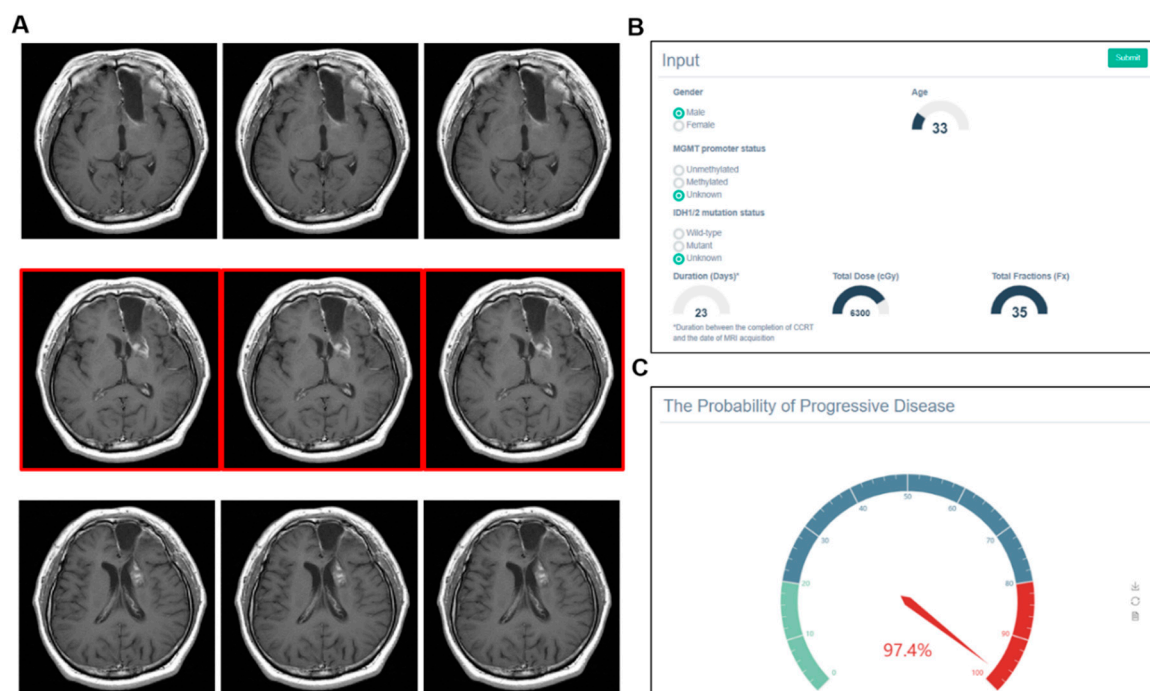 A
B
Input
Submit
Gender
Age
Male
Female
33
MGMT promoter status
Unmethylated
Methylated
Unknown
IDH1/2 mutation status
Wild-type
Mutant
Unknown
Duration (Days)*
Total Dose (cGy)
Total Fractions (Fx)
23
6300
35
*Duration between the completion of CCRT
and the date of MRI acquisition
C
The Probability of Progressive Disease
0
10
20
30
40
50
60
70
80
90
100
97.4%